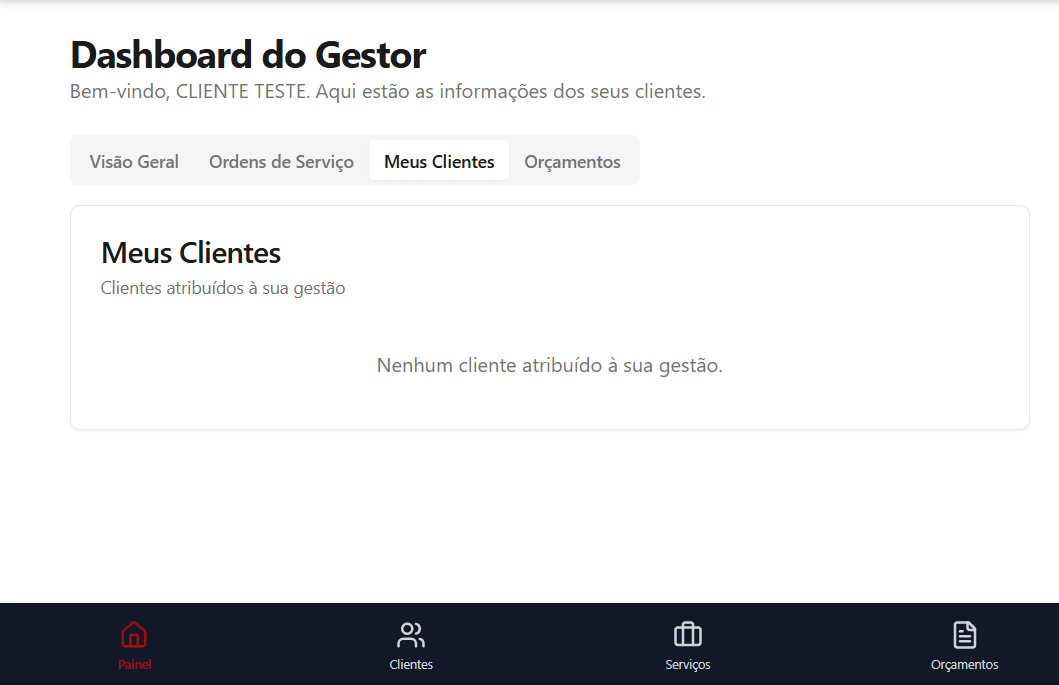 Dashboard do Gestor
Bem-vindo, CLIENTE TESTE. Aqui estão as informações dos seus clientes.
Visão Geral Ordens de Serviço Meus Clientes Orçamentos
Meus Clientes
Clientes atribuídos à sua gestão
Nenhum cliente atribuído à sua gestão.
Painel Clientes Serviços Orçamentos